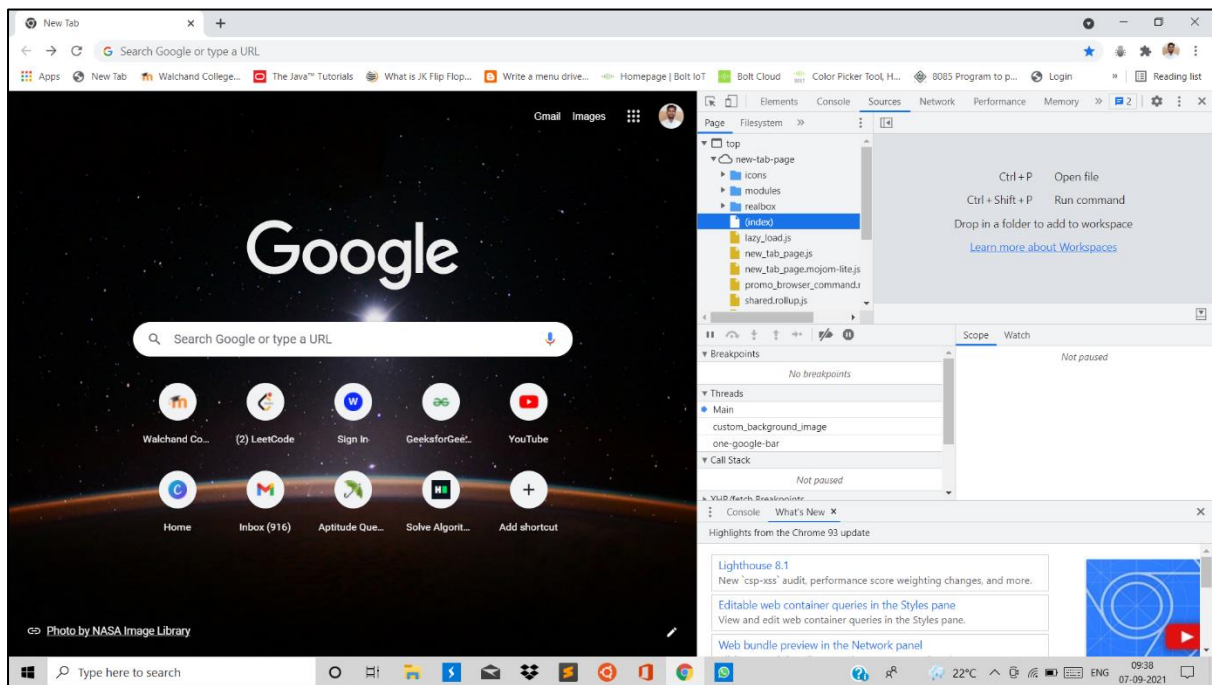 New Tab
Search Google or type a URL
Apps New Tab Walchand College... The Java™ Tutorials What is JK Flip Flop... Write a menu drive... Homepage | Bolt IoT Bolt Cloud Color Picker Tool, H... 8085 Program to p... Login » Reading list
Gmail Images
Google
Search Google or type a URL
Walchand Co... (2) LeetCode Sign In GeeksforGee... YouTube
Home Inbox (916) Aptitude Que... Solve Algorit... Add shortcut
Photo by NASA Image Library
Elements Console Sources Network Performance Memory » 2
Page Filesystem »
top
new-tab-page
icons
modules
realbox
(index)
lazy_load.js
new_tab_page.js
new_tab_page.mojom-lite.js
promo_browser_command.
shared.rollup.js
Ctrl + P Open file
Ctrl + Shift + P Run command
Drop in a folder to add to workspace
Learn more about Workspaces
Scope Watch
Breakpoints
No breakpoints
Not paused
Threads
Main
custom_background_image
one-google-bar
Call Stack
Not paused
XHR/fetch Breakpoints
Console What's New ×
Highlights from the Chrome 93 update
Lighthouse 8.1
New `csp-xss` audit, performance score weighting changes, and more.
Editable web container queries in the Styles pane
View and edit web container queries in the Styles pane.
Web bundle preview in the Network panel
Type here to search
22°C ENG 09:38
07-09-2021